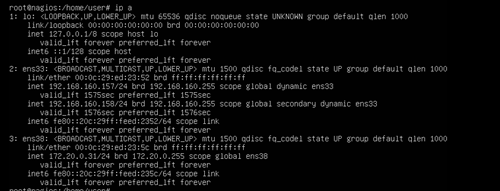 root@nagios:/home/user# ip a
1: lo: <LOOPBACK,UP,LOWER_UP> mtu 65536 qdisc noqueue state UNKNOWN group default qlen 1000
link/loopback 00:00:00:00:00:00 brd 00:00:00:00:00:00
inet 127.0.0.1/8 scope host lo
valid_lft forever preferred_lft forever
inet6 ::1/128 scope host
valid_lft forever preferred_lft forever
2: ens33: <BROADCAST,MULTICAST,UP,LOWER_UP> mtu 1500 qdisc fq_codel state UP group default qlen 1000
link/ether 00:0c:29:ed:23:52 brd ff:ff:ff:ff:ff:ff
inet 192.168.160.157/24 brd 192.168.160.255 scope global dynamic ens33
valid_lft 1575sec preferred_lft 1575sec
inet 192.168.160.158/24 brd 192.168.160.255 scope global secondary dynamic ens33
valid_lft 1576sec preferred_lft 1576sec
inet6 fe80::20c:29ff:feed:2352/64 scope link
valid_lft forever preferred_lft forever
3: ens38: <BROADCAST,MULTICAST,UP,LOWER_UP> mtu 1500 qdisc fq_codel state UP group default qlen 1000
link/ether 00:0c:29:ed:23:5c brd ff:ff:ff:ff:ff:ff
inet 172.20.0.31/24 brd 172.20.0.255 scope global ens38
valid_lft forever preferred_lft forever
inet6 fe80::20c:29ff:feed:235c/64 scope link
valid_lft forever preferred_lft forever
root@nagios:/home/user#